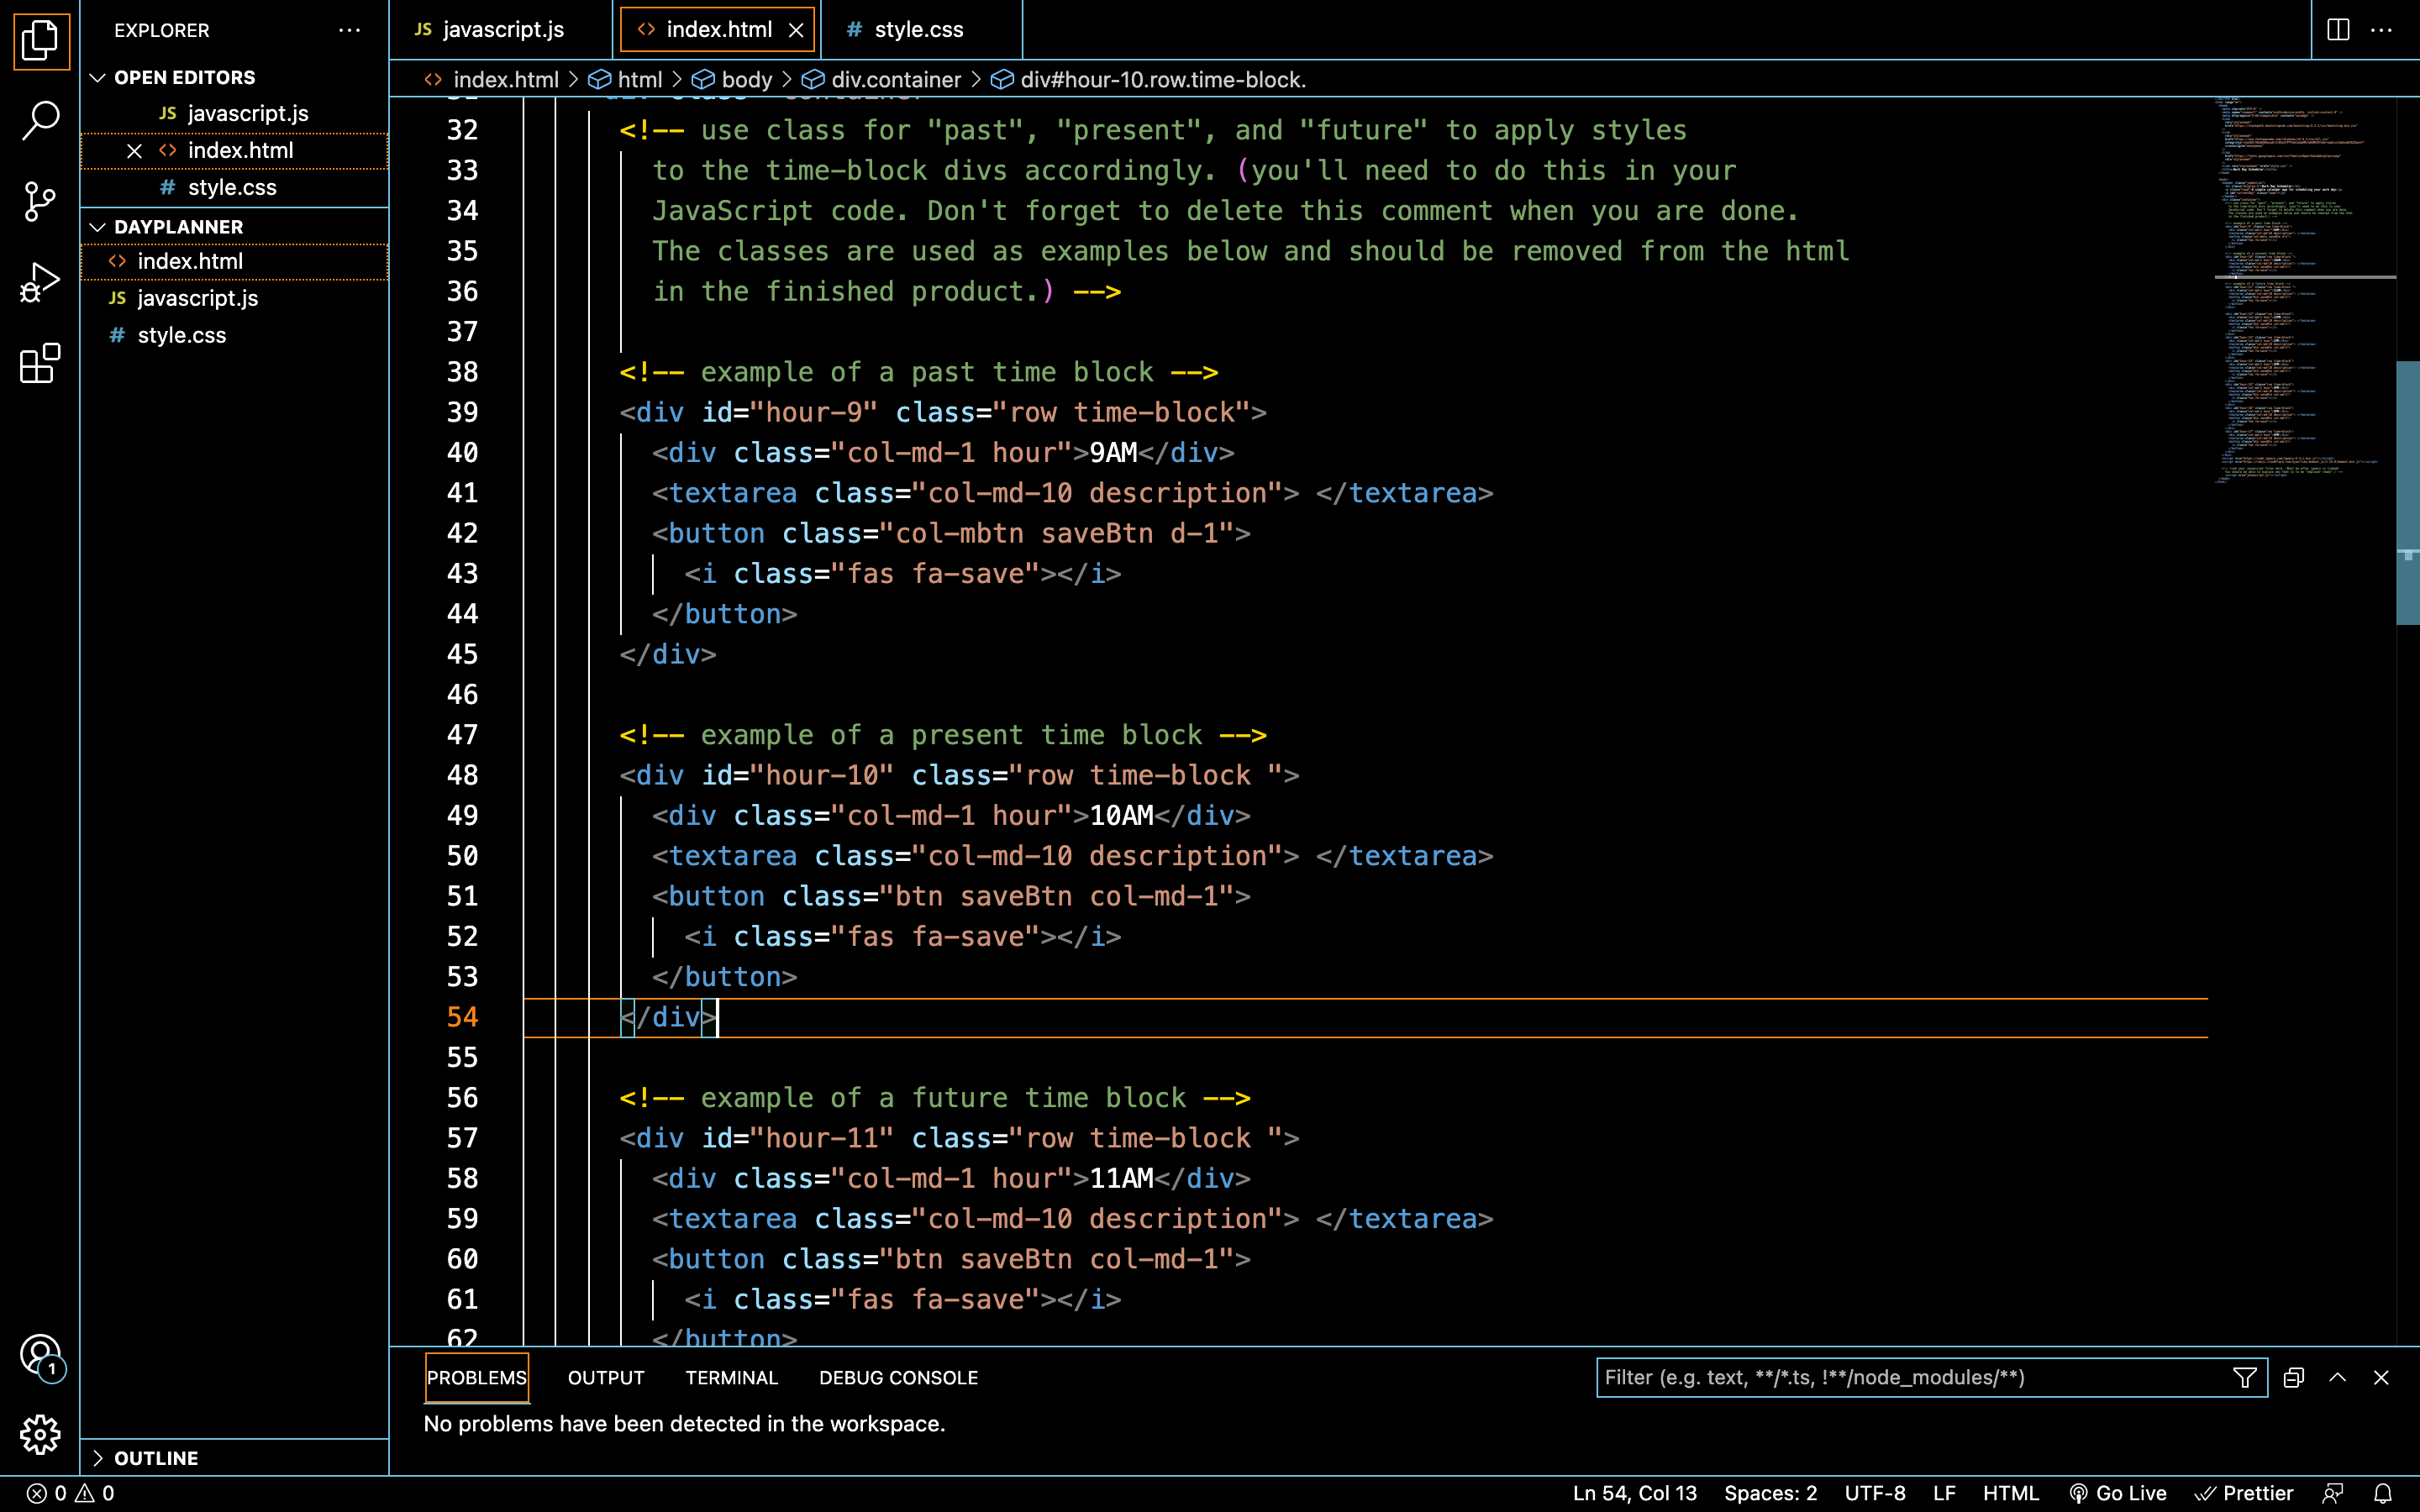 EXPLORER
OPEN EDITORS
JS javascript.js
<> index.html
# style.css
DAYPLANNER
<> index.html
JS javascript.js
# style.css
OUTLINE
JS javascript.js
<> index.html
# style.css
<> index.html > html > body > div.container > div#hour-10.row.time-block.
32 <!-- use class for "past", "present", and "future" to apply styles
33 to the time-block divs accordingly. (you'll need to do this in your
34 JavaScript code. Don't forget to delete this comment when you are done.
35 The classes are used as examples below and should be removed from the html
36 in the finished product.) -->
37
38 <!-- example of a past time block -->
39 <div id="hour-9" class="row time-block">
40 <div class="col-md-1 hour">9AM</div>
41 <textarea class="col-md-10 description"> </textarea>
42 <button class="col-mbtn saveBtn d-1">
43 <i class="fas fa-save"></i>
44 </button>
45 </div>
46
47 <!-- example of a present time block -->
48 <div id="hour-10" class="row time-block ">
49 <div class="col-md-1 hour">10AM</div>
50 <textarea class="col-md-10 description"> </textarea>
51 <button class="btn saveBtn col-md-1">
52 <i class="fas fa-save"></i>
53 </button>
54 </div>
55
56 <!-- example of a future time block -->
57 <div id="hour-11" class="row time-block ">
58 <div class="col-md-1 hour">11AM</div>
59 <textarea class="col-md-10 description"> </textarea>
60 <button class="btn saveBtn col-md-1">
61 <i class="fas fa-save"></i>
62 </button>
PROBLEMS OUTPUT TERMINAL DEBUG CONSOLE
Filter (e.g. text, **/*.ts, !**/node_modules/**)
No problems have been detected in the workspace.
1
0 0
Ln 54, Col 13 Spaces: 2 UTF-8 LF HTML Go Live Prettier